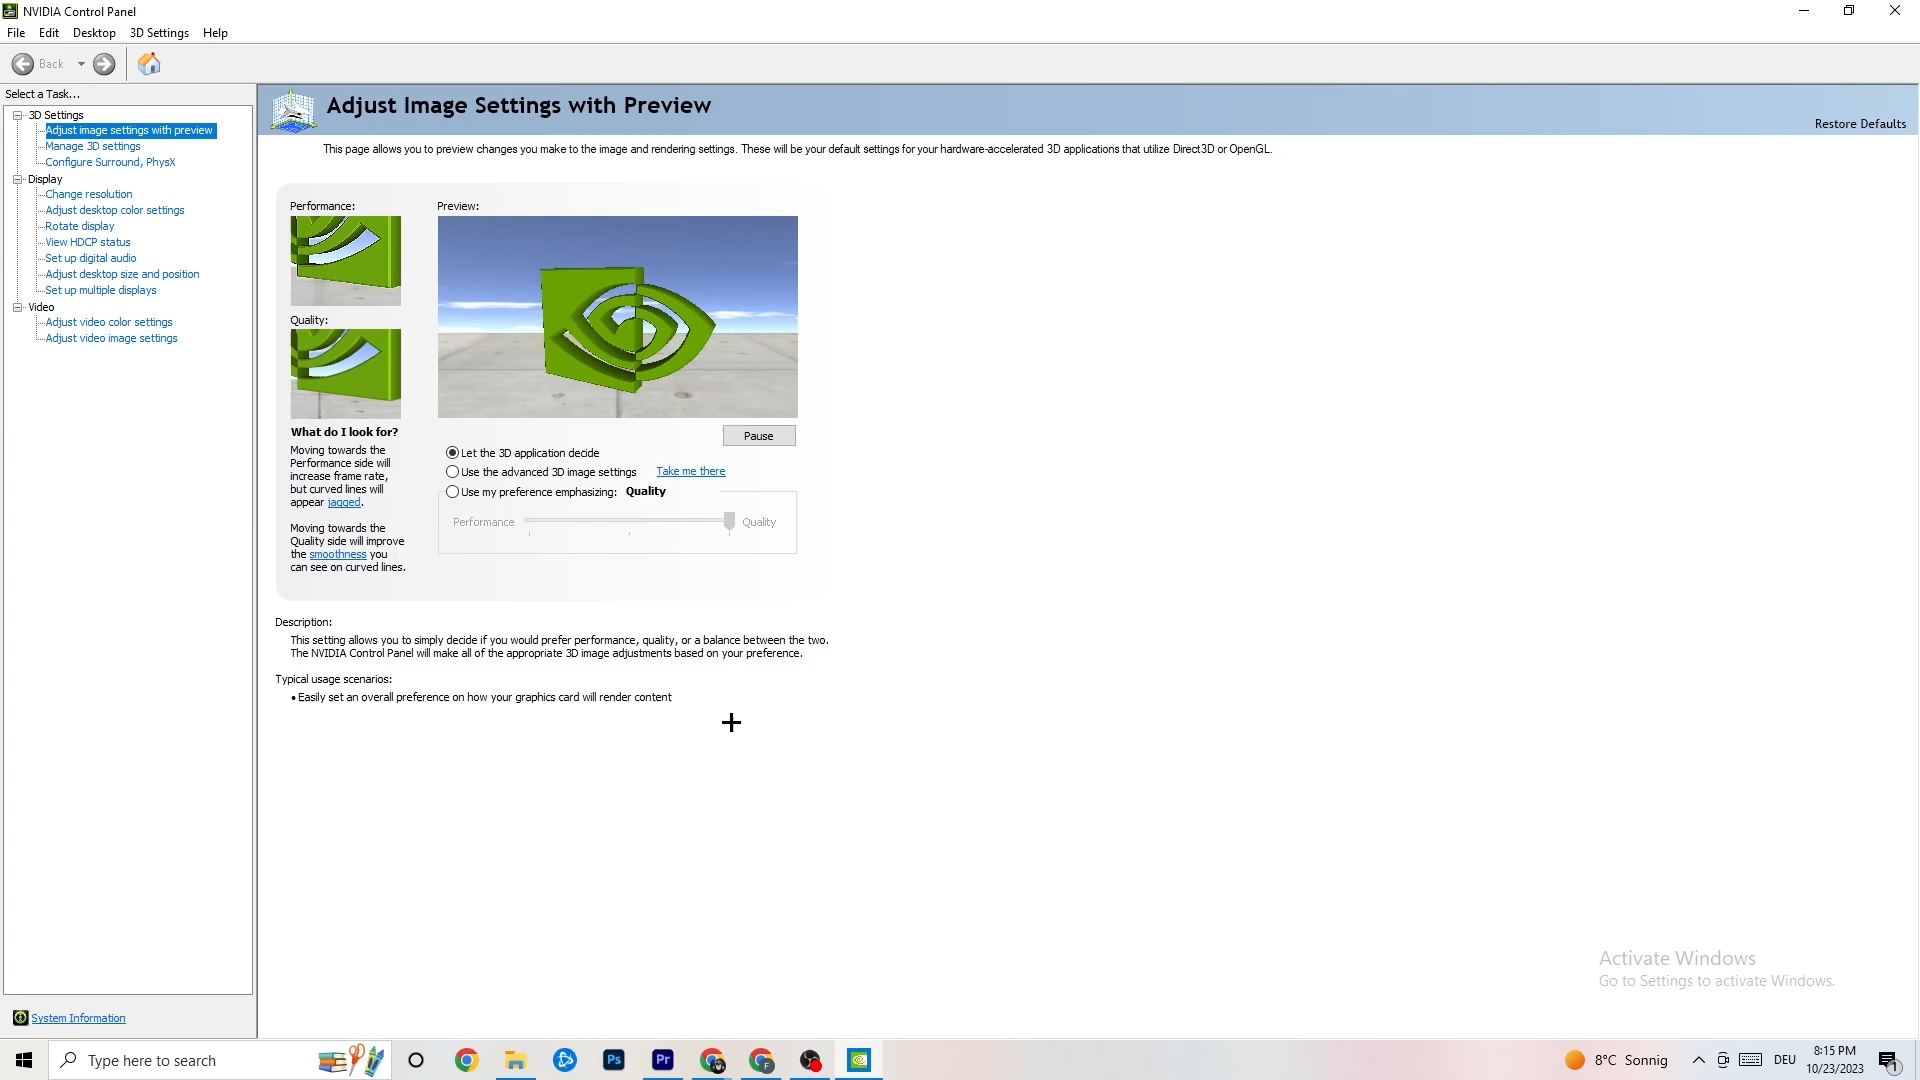 NVIDIA Control Panel
File Edit Desktop 3D Settings Help
Back
Select a Task...
3D Settings
Adjust image settings with preview
Manage 3D settings
Configure Surround, PhysX
Display
Change resolution
Adjust desktop color settings
Rotate display
View HDCP status
Set up digital audio
Adjust desktop size and position
Set up multiple displays
Video
Adjust video color settings
Adjust video image settings
System Information
Adjust Image Settings with Preview
Restore Defaults
This page allows you to preview changes you make to the image and rendering settings. These will be your default settings for your hardware-accelerated 3D applications that utilize Direct3D or OpenGL.
Performance:
Quality:
What do I look for?
Moving towards the
Performance side will
increase frame rate,
but curved lines will
appear jagged.
Moving towards the
Quality side will improve
the smoothness you
can see on curved lines.
Preview:
Pause
Let the 3D application decide
Use the advanced 3D image settings Take me there
Use my preference emphasizing: Quality
Performance Quality
Description:
This setting allows you to simply decide if you would prefer performance, quality, or a balance between the two.
The NVIDIA Control Panel will make all of the appropriate 3D image adjustments based on your preference.
Typical usage scenarios:
• Easily set an overall preference on how your graphics card will render content
Activate Windows
Go to Settings to activate Windows.
Type here to search
Ps
Pr
F
8°C Sonnig
DEU
8:15 PM
10/23/2023
1